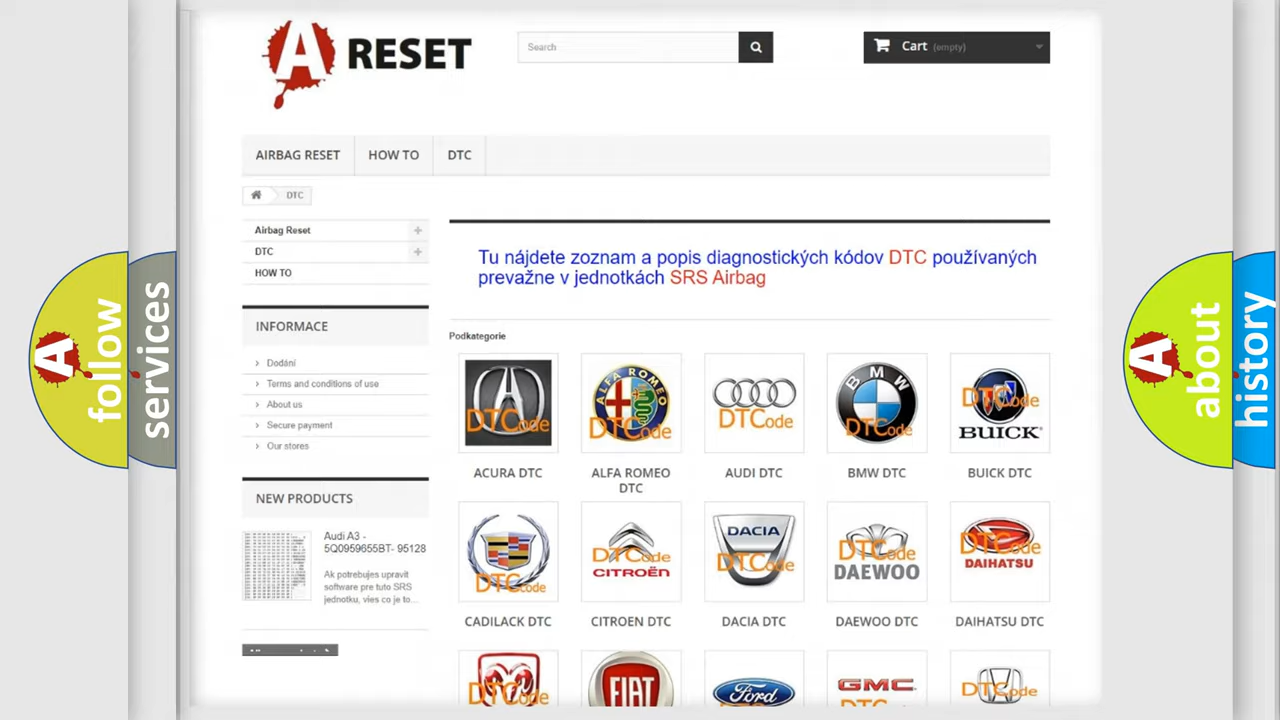 A RESET
Search
Cart (empty)
AIRBAG RESET
HOW TO
DTC
DTC
Airbag Reset
DTC
HOW TO
INFORMACE
Dodání
Terms and conditions of use
About us
Secure payment
Our stores
NEW PRODUCTS
Audi A3 -
5Q0959655BT- 95128
Ak potrebujes upravit
software pre tuto SRS
jednotku, vies co je to...
Tu nájdete zoznam a popis diagnostických kódov DTC používaných
prevažne v jednotkách SRS Airbag
Podkategorie
DTCode
ALFA ROMEO
DTCode
DTCode
BMW
DTCode
DTCode
BUICK
ACURA DTC
ALFA ROMEO
DTC
AUDI DTC
BMW DTC
BUICK DTC
DTCode
DTCode
CITROËN
DACIA
DTCode
DTCode
DAEWOO
DTCode
DAIHATSU
CADILACK DTC
CITROEN DTC
DACIA DTC
DAEWOO DTC
DAIHATSU DTC
DTCode
FIAT
Ford
GMC
DTCode
A follow
services
A about
history